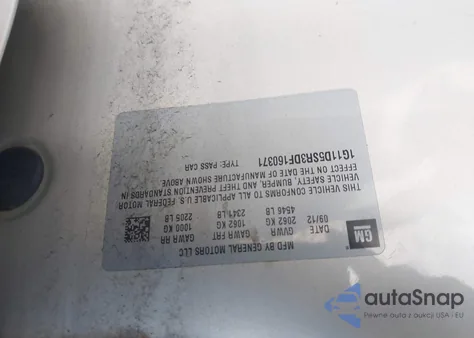 MFD BY GENERAL MOTORS LLC
GM
DATE GVWR GAWR FRT GAWR RR
09/12 2062 KG 1062 KG 1000 KG
4546 LB 2341 LB 2205 LB
THIS VEHICLE CONFORMS TO ALL APPLICABLE U.S. FEDERAL MOTOR
VEHICLE SAFETY, BUMPER, AND THEFT PREVENTION STANDARDS IN
EFFECT ON THE DATE OF MANUFACTURE SHOWN ABOVE.
TYPE: PASS CAR
1G11D5SR3DF160371
autoSnap
Pewne auta z aukcji USA i EU